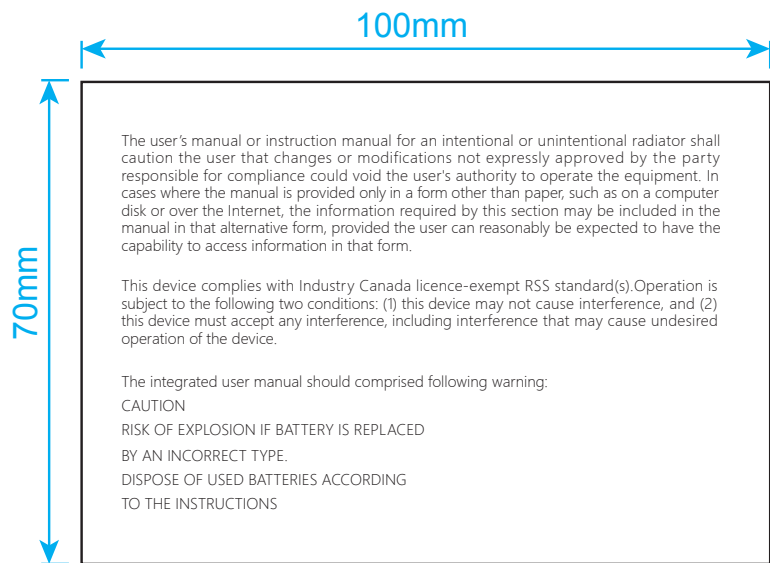 100mm
70mm
The user’s manual or instruction manual for an intentional or unintentional radiator shall
caution the user that changes or modifications not expressly approved by the party
responsible for compliance could void the user's authority to operate the equipment. In
cases where the manual is provided only in a form other than paper, such as on a computer
disk or over the Internet, the information required by this section may be included in the
manual in that alternative form, provided the user can reasonably be expected to have the
capability to access information in that form.
This device complies with Industry Canada licence-exempt RSS standard(s).Operation is
subject to the following two conditions: (1) this device may not cause interference, and (2)
this device must accept any interference, including interference that may cause undesired
operation of the device.
The integrated user manual should comprised following warning:
CAUTION
RISK OF EXPLOSION IF BATTERY IS REPLACED
BY AN INCORRECT TYPE.
DISPOSE OF USED BATTERIES ACCORDING
TO THE INSTRUCTIONS